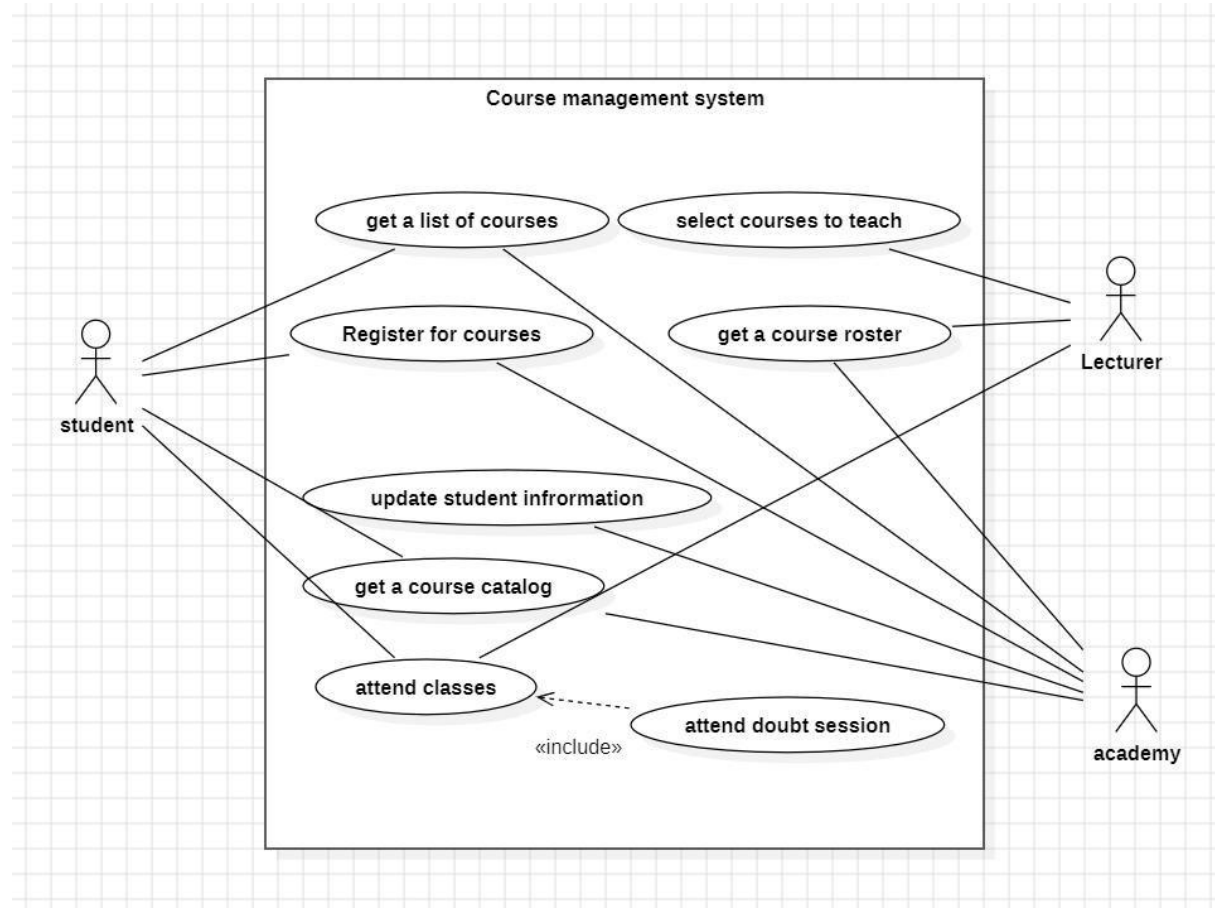 Course management system
get a list of courses
select courses to teach
Register for courses
get a course roster
Lecturer
student
update student infrormation
get a course catalog
attend classes
attend doubt session
«include»
academy